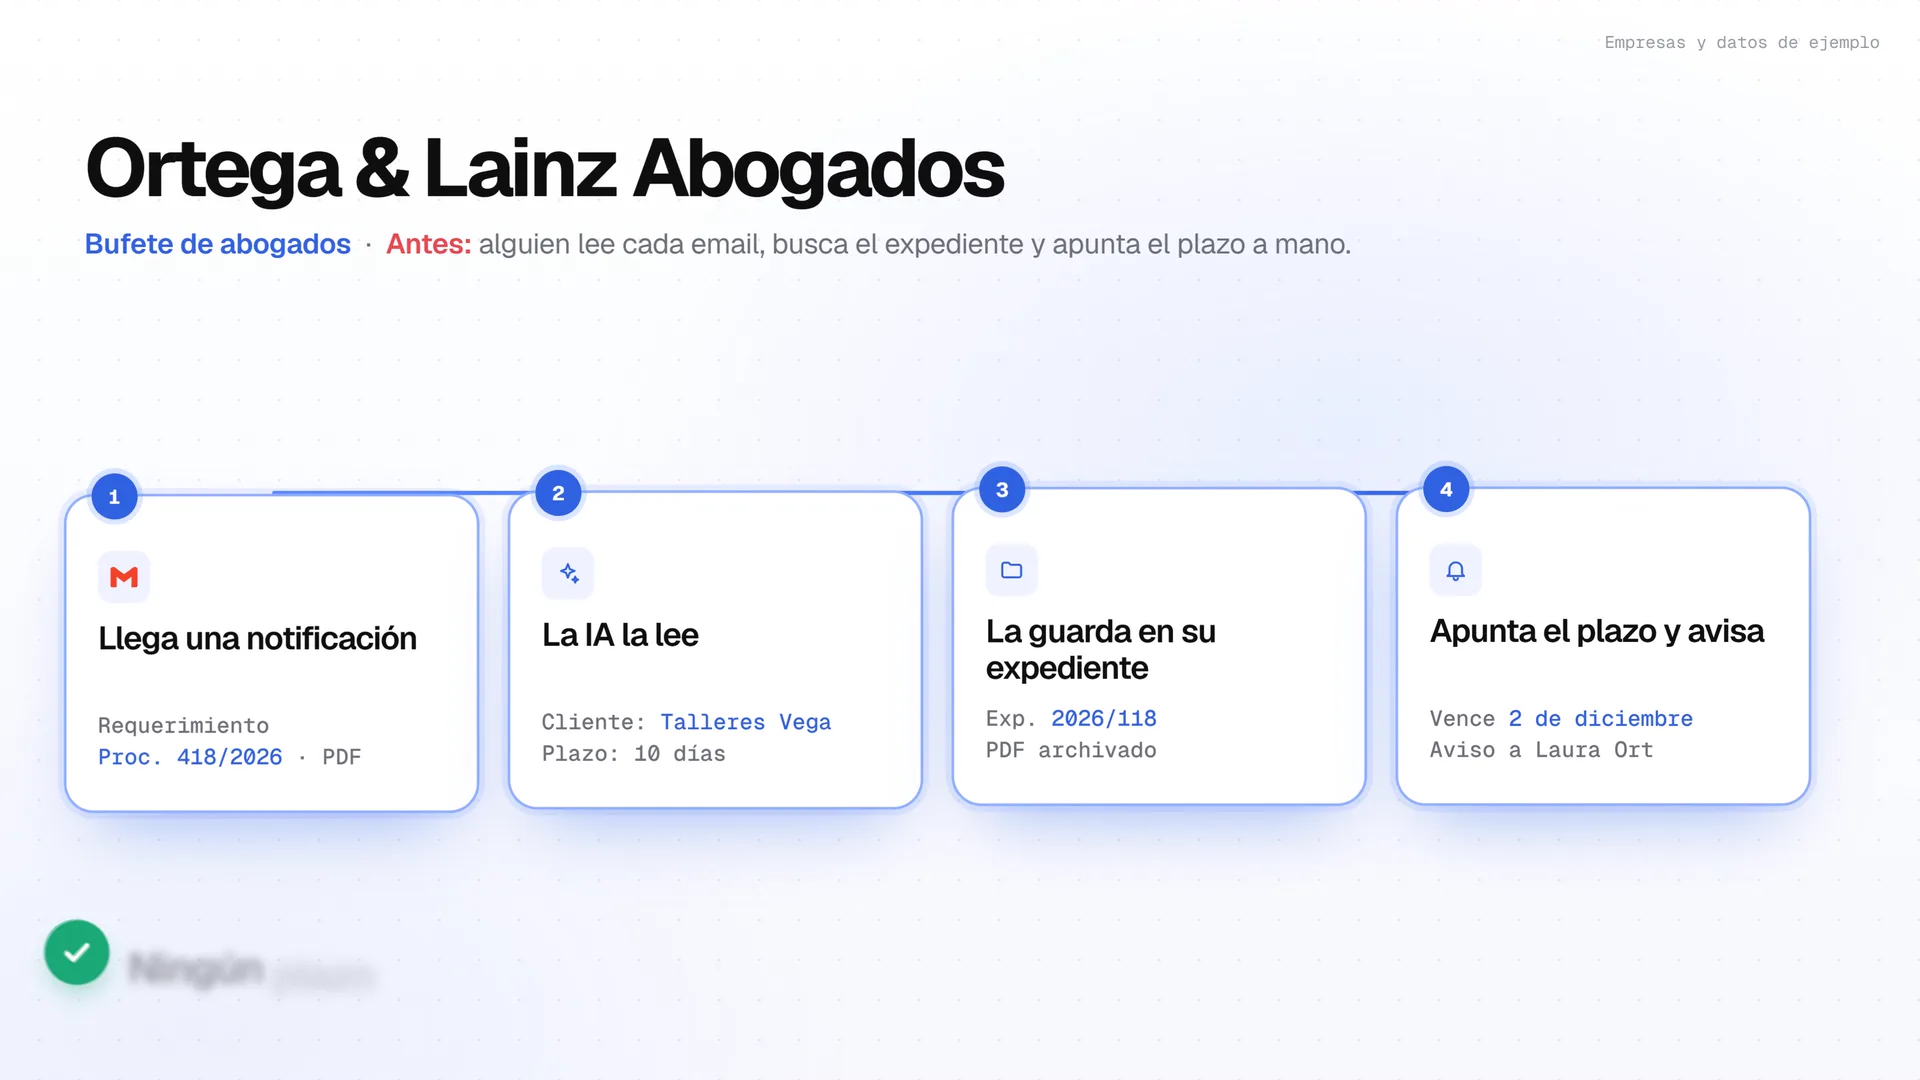 Empresas y datos de ejemplo
Ortega & Lainz Abogados
Bufete de abogados · Antes: alguien lee cada email, busca el expediente y apunta el plazo a mano.
1
Llega una notificación
Requerimiento
Proc. 418/2026 · PDF
2
La IA la lee
Cliente: Talleres Vega
Plazo: 10 días
3
La guarda en su
expediente
Exp. 2026/118
PDF archivado
4
Apunta el plazo y avisa
Vence 2 de diciembre
Aviso a Laura Ort
Ningún